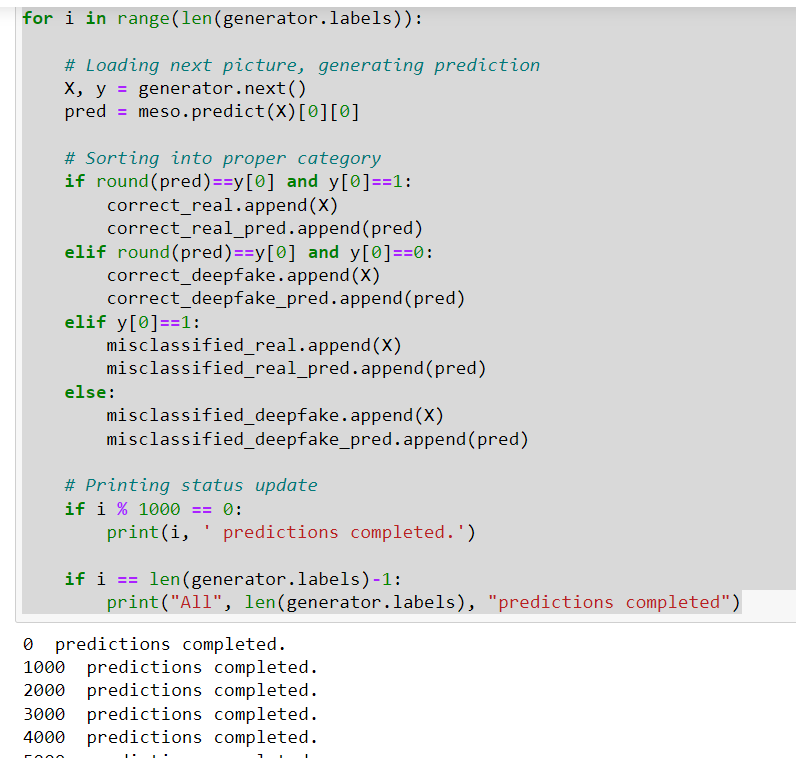 for i in range(len(generator.labels)):
# Loading next picture, generating prediction
X, y = generator.next()
pred = meso.predict(X)[0][0]
# Sorting into proper category
if round(pred)==y[0] and y[0]==1:
correct_real.append(X)
correct_real_pred.append(pred)
elif round(pred)==y[0] and y[0]==0:
correct_deepfake.append(X)
correct_deepfake_pred.append(pred)
elif y[0]==1:
misclassified_real.append(X)
misclassified_real_pred.append(pred)
else:
misclassified_deepfake.append(X)
misclassified_deepfake_pred.append(pred)
# Printing status update
if i % 1000 == 0:
print(i, ' predictions completed.')
if i == len(generator.labels)-1:
print("All", len(generator.labels), "predictions completed")
0  predictions completed.
1000  predictions completed.
2000  predictions completed.
3000  predictions completed.
4000  predictions completed.